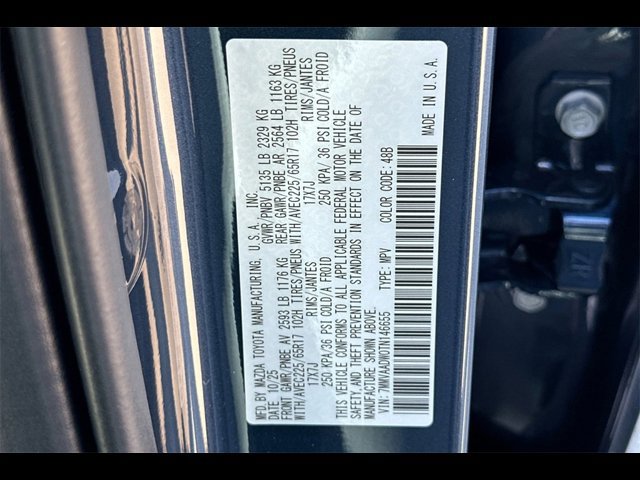 MFD. BY MAZDA TOYOTA MANUFACTURING, U.S.A. INC.
DATE: 10/25 GVWR/PNBV 5135 LB 2329 KG
FRONT GAWR/PNBE AV 2593 LB 1176 KG REAR GAWR/PNBE AR 2564 LB 1163 KG
WITH/AVEC225/65R17 102H TIRES/PNEUS WITH/AVEC225/65R17 102H TIRES/PNEUS
17X7J RIMS/JANTES 17X7J RIMS/JANTES
250 KPA/36 PSI COLD/A FROID 250 KPA/ 36 PSI COLD/A FROID
THIS VEHICLE CONFORMS TO ALL APPLICABLE FEDERAL MOTOR VEHICLE
SAFETY, AND THEFT PREVENTION STANDARDS IN EFFECT ON THE DATE OF
MANUFACTURE SHOWN ABOVE.
VIN: 7MMVAADW0TN146655 TYPE: MPV COLOR CODE: 48B
MADE IN U.S.A.